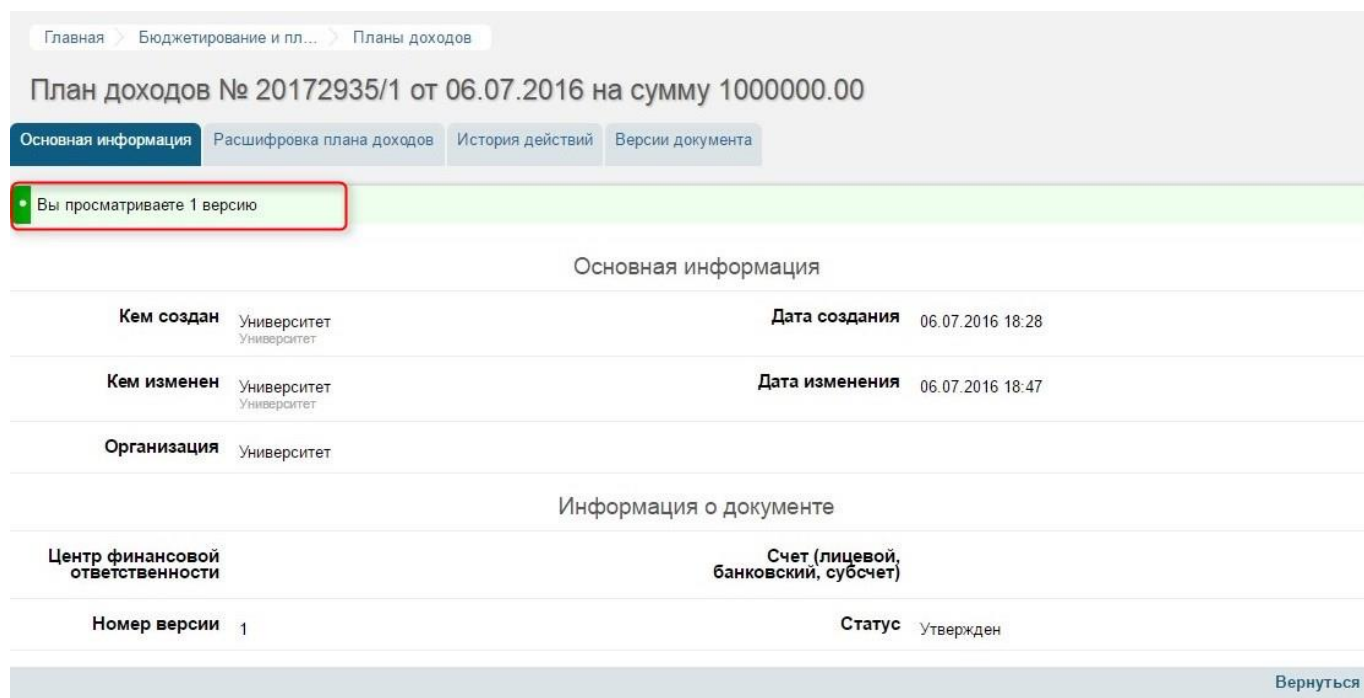 Главная Бюджетирование и пл... Планы доходов
План доходов № 20172935/1 от 06.07.2016 на сумму 1000000.00
Основная информация Расшифровка плана доходов История действий Версии документа
Вы просматриваете 1 версию
Основная информация
Кем создан Университет Дата создания 06.07.2016 18:28
Университет
Кем изменен Университет Дата изменения 06.07.2016 18:47
Университет
Организация Университет
Информация о документе
Центр финансовой Счет (лицевой,
ответственности банковский, субсчет)
Номер версии 1 Статус Утвержден
Вернуться